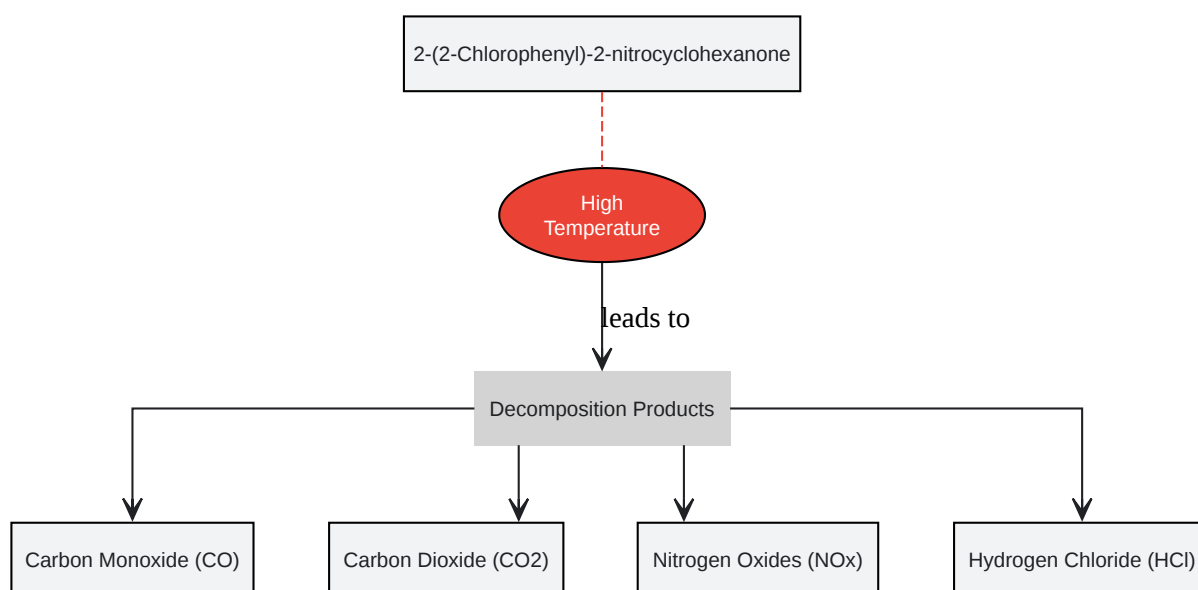 2-(2-Chlorophenyl)-2-nitrocyclohexanone
High
Temperature
leads to
Decomposition Products
Carbon Monoxide (CO)
Carbon Dioxide (CO2)
Nitrogen Oxides (NOx)
Hydrogen Chloride (HCl)